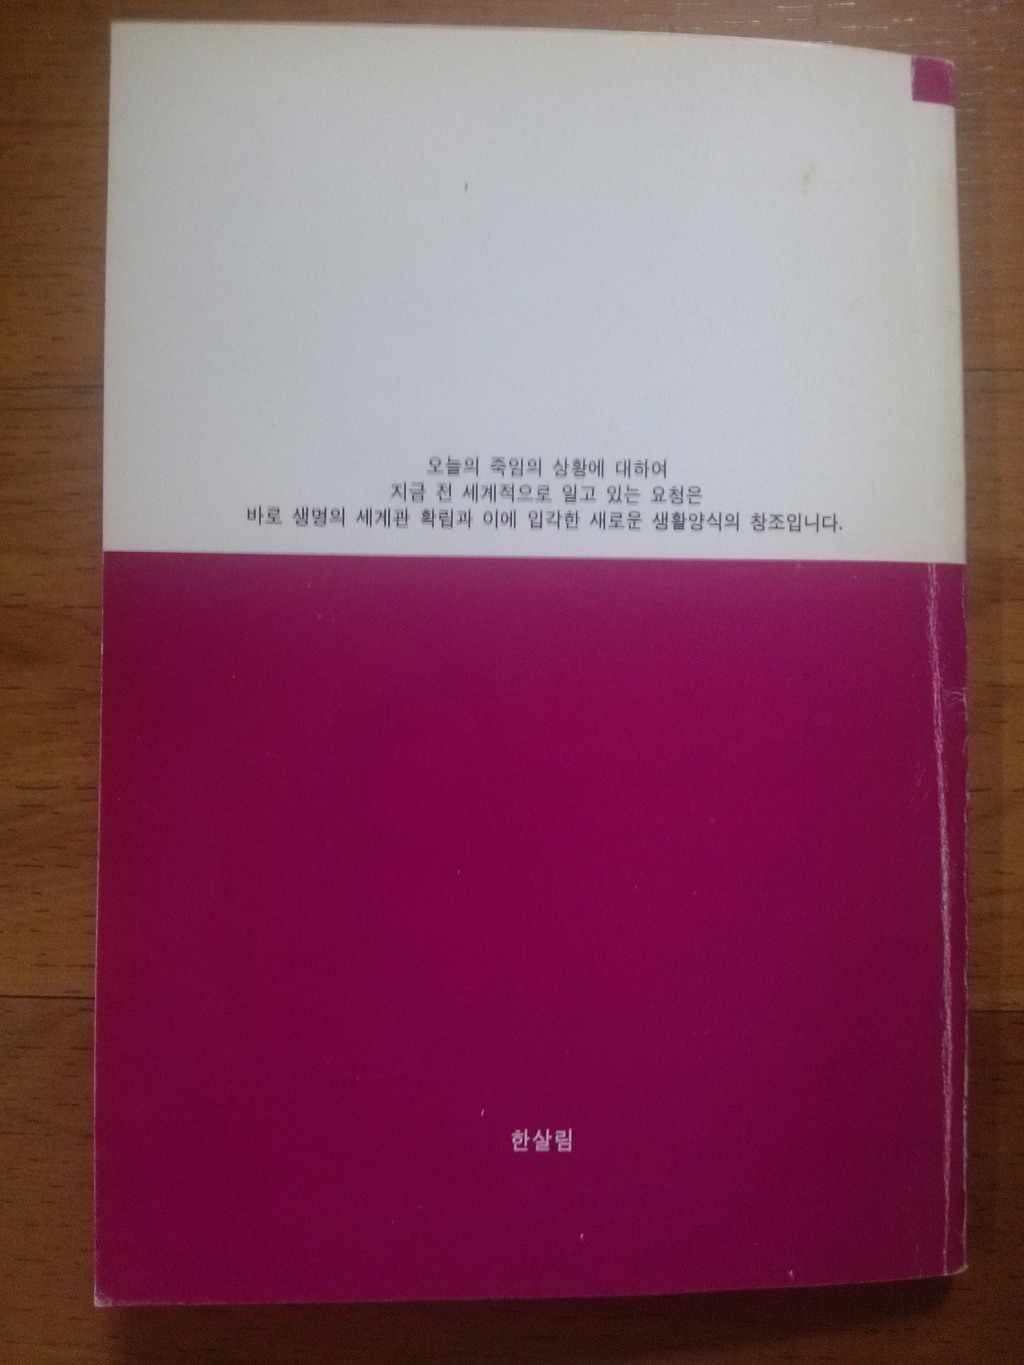 오늘의 죽임의 상황에 대하여
지금 전 세계적으로 일고 있는 요청은
바로 생명의 세계관 확립과 이에 입각한 새로운 생활양식의 창조입니다.
한살림